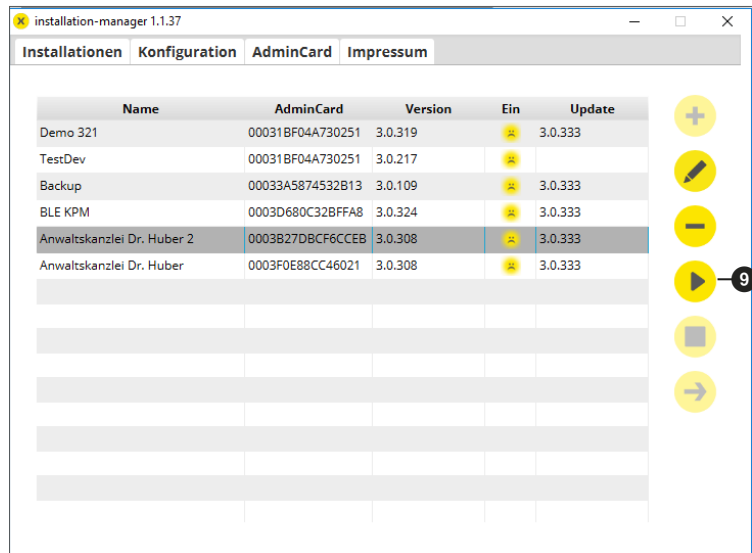 installation-manager 1.1.37
Installationen Konfiguration AdminCard Impressum
Name AdminCard Version Ein Update
Demo 321 00031BF04A730251 3.0.319 3.0.333
TestDev 00031BF04A730251 3.0.217
Backup 00033A5874532B13 3.0.109 3.0.333
BLE KPM 0003D680C32BFFA8 3.0.324 3.0.333
Anwaltskanzlei Dr. Huber 2 0003B27DBCF6CCEB 3.0.308 3.0.333
Anwaltskanzlei Dr. Huber 0003F0E88CC46021 3.0.308 3.0.333
9